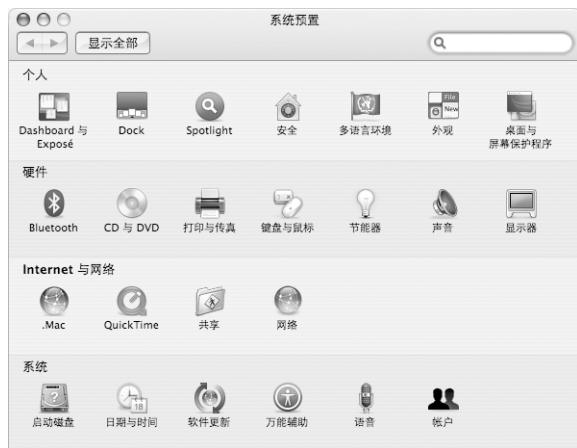 系统预置
显示全部
个人
Dashboard 与 Exposé
Dock
Spotlight
安全
多语言环境
外观
桌面与
屏幕保护程序
硬件
Bluetooth
CD 与 DVD
打印与传真
键盘与鼠标
节能器
声音
显示器
Internet 与网络
.Mac
QuickTime
共享
网络
系统
启动磁盘
日期与时间
软件更新
万能辅助
语音
帐户
File
New
18